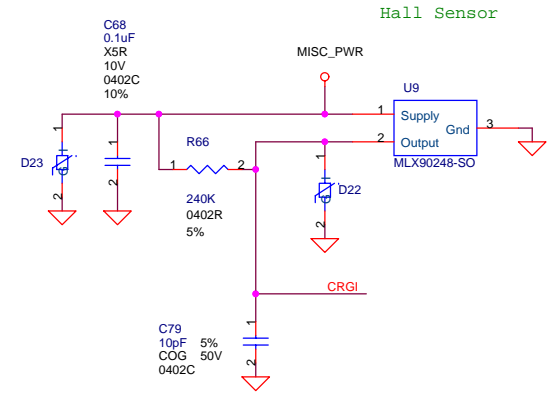 Hall Sensor
C68
0.1uF
X5R
10V
0402C
10%
MISC_PWR
U9
1
Supply
Gnd
3
2
Output
MLX90248-SO
D23
1
2
1
2
R66
1
2
240K
0402R
5%
1
D22
2
CRGI
C79
10pF 5%
COG 50V
0402C
1
2